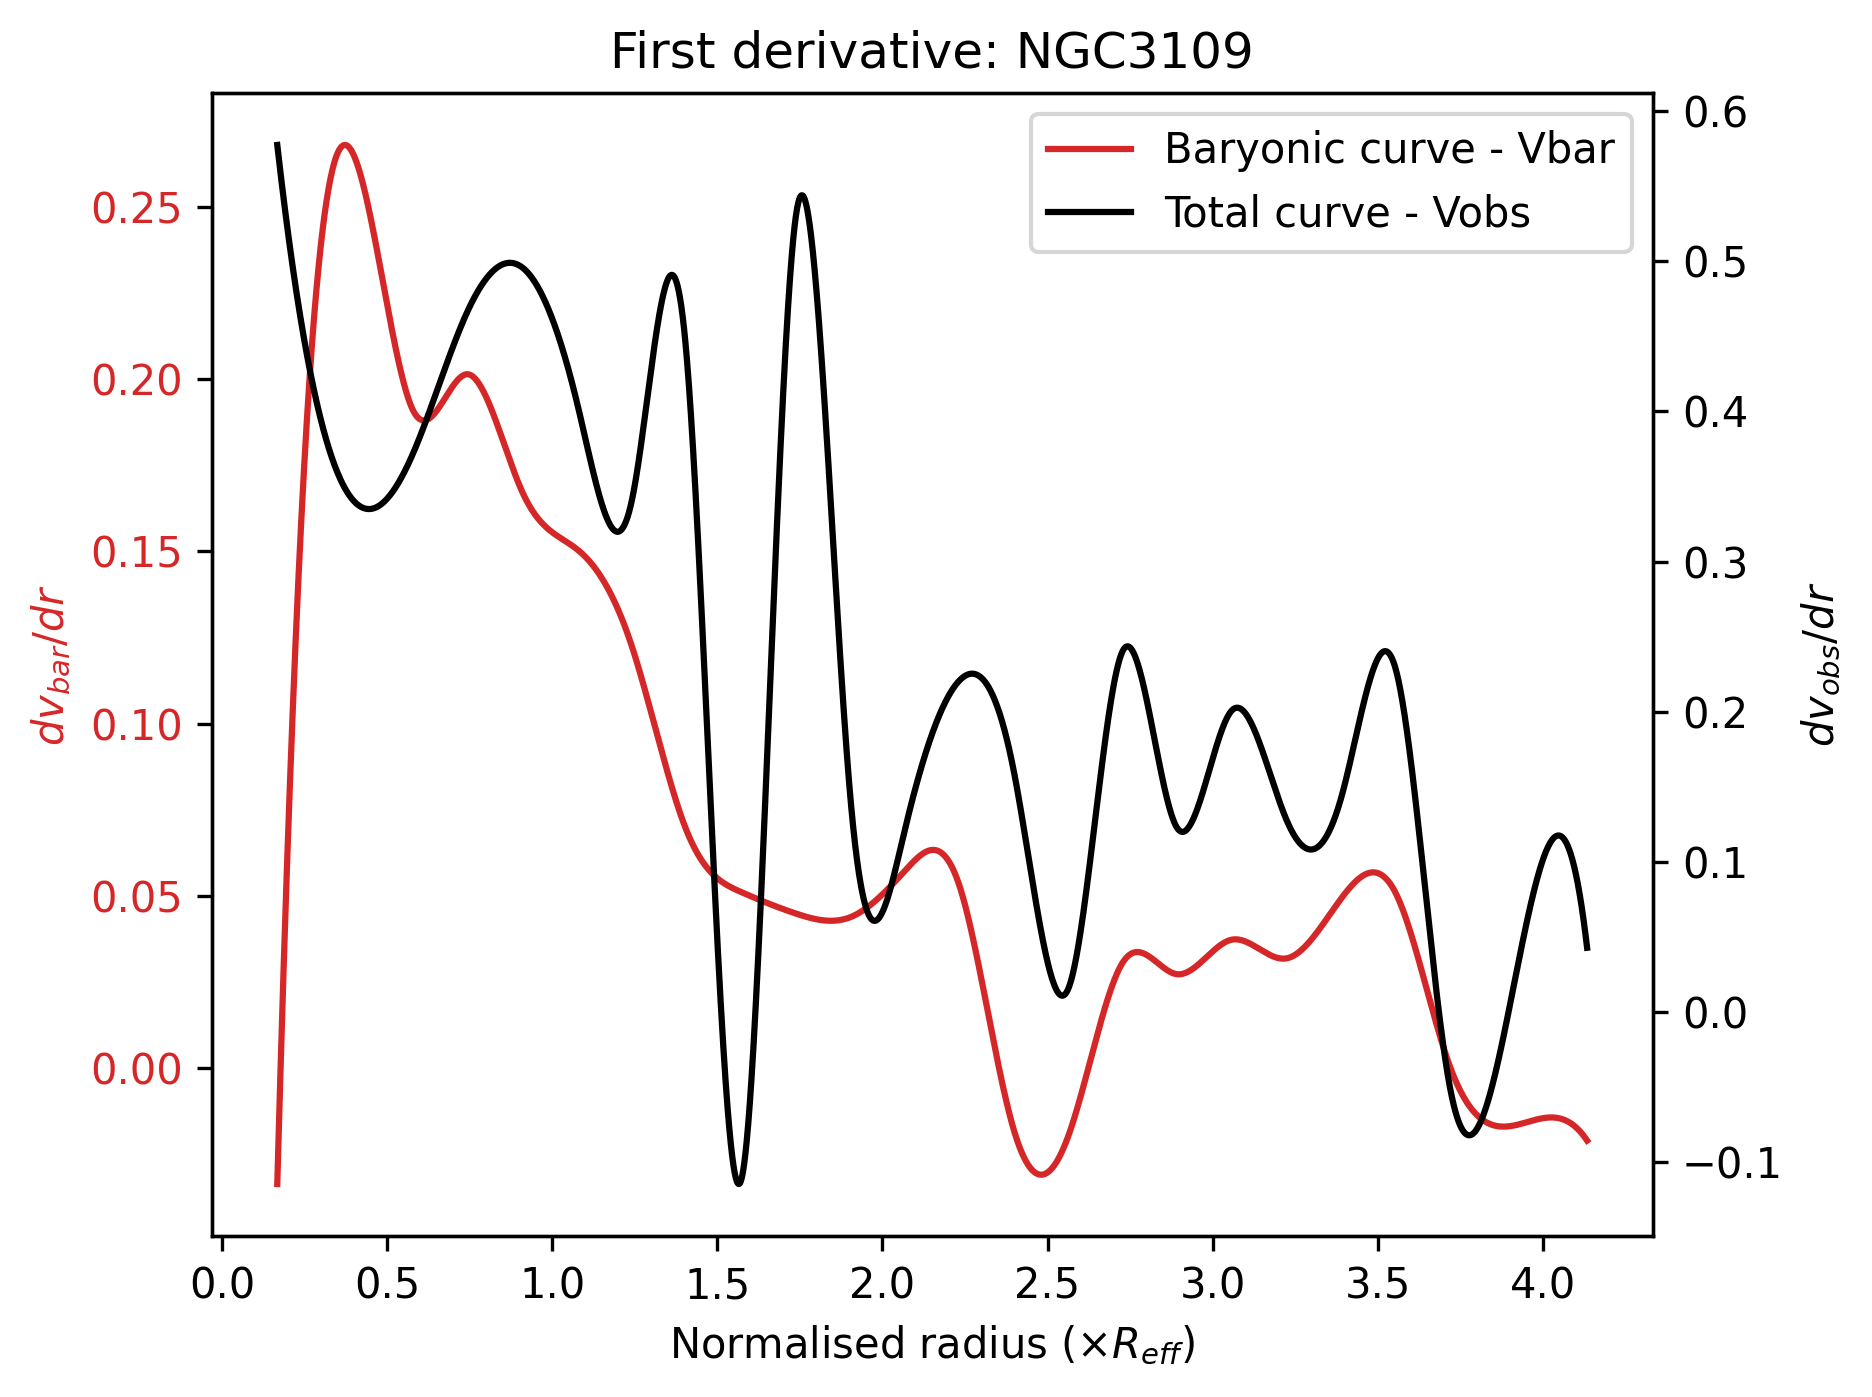 First derivative: NGC3109
Baryonic curve - Vbar
Total curve - Vobs
0.25
0.20
0.15
0.10
0.05
0.00
dv_bar/dr
0.6
0.5
0.4
0.3
0.2
0.1
0.0
−0.1
dv_obs/dr
0.0 0.5 1.0 1.5 2.0 2.5 3.0 3.5 4.0
Normalised radius (×R_eff)